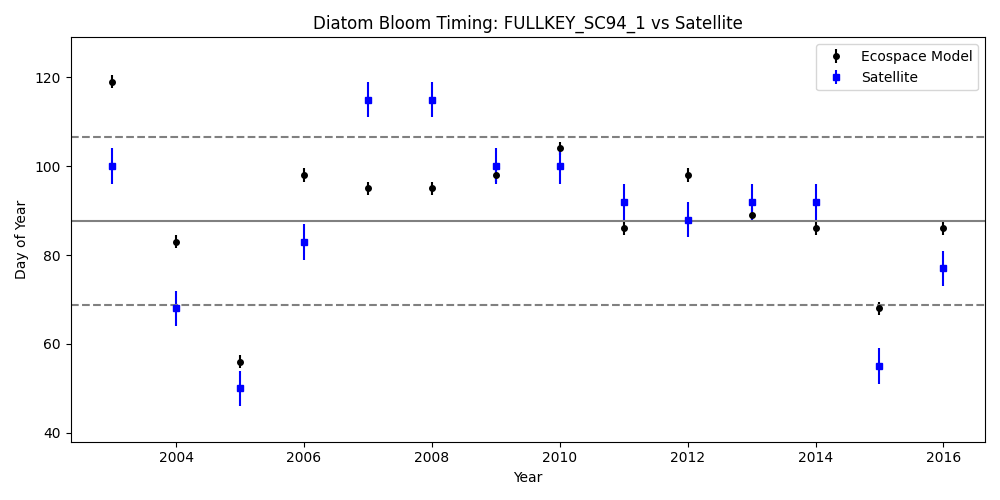 Diatom Bloom Timing: FULLKEY_SC94_1 vs Satellite
Ecospace Model
Satellite
Day of Year
120
100
80
60
40
2004 2006 2008 2010 2012 2014 2016
Year